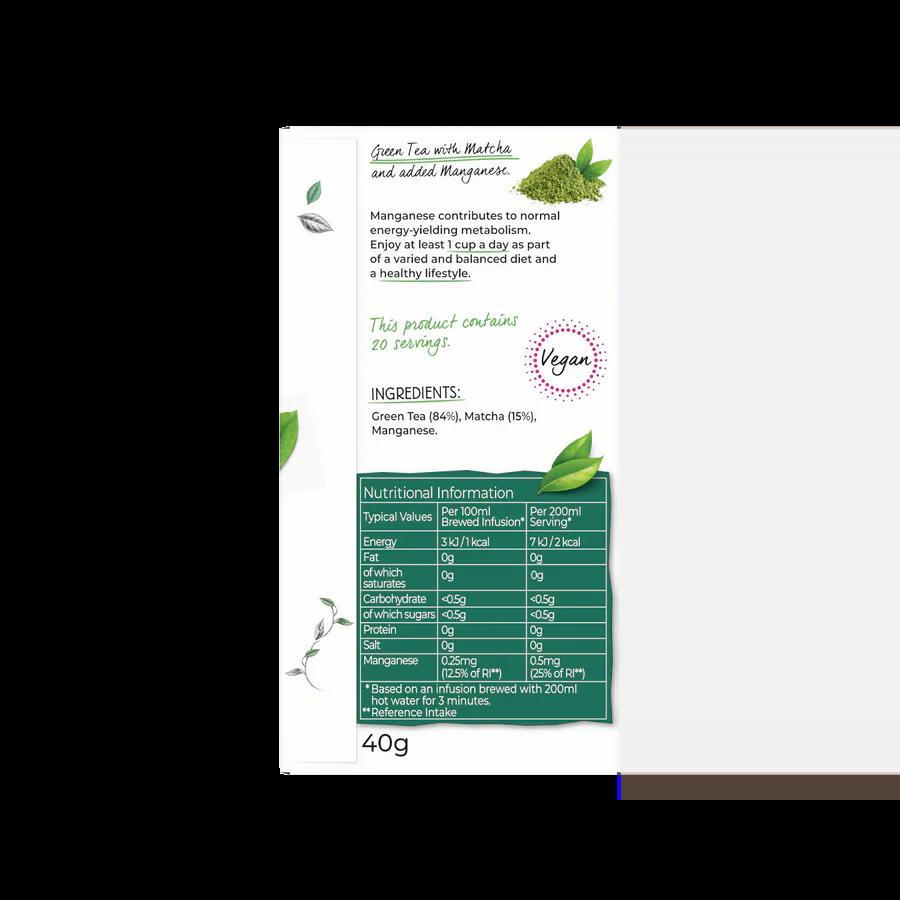 Green Tea with Matcha
and added Manganese.
Manganese contributes to normal
energy-yielding metabolism.
Enjoy at least 1 cup a day as part
of a varied and balanced diet and
a healthy lifestyle.
This product contains
20 servings.
Vegan
INGREDIENTS:
Green Tea (84%), Matcha (15%),
Manganese.
Nutritional Information
Typical Values Per 100ml Brewed Infusion* Per 200ml Serving*
Energy 3 kJ / 1 kcal 7 kJ / 2 kcal
Fat 0g 0g
of which saturates 0g 0g
Carbohydrate <0.5g <0.5g
of which sugars <0.5g <0.5g
Protein 0g 0g
Salt 0g 0g
Manganese 0.25mg (12.5% of RI**) 0.5mg (25% of RI**)
* Based on an infusion brewed with 200ml
hot water for 3 minutes.
** Reference Intake
40g